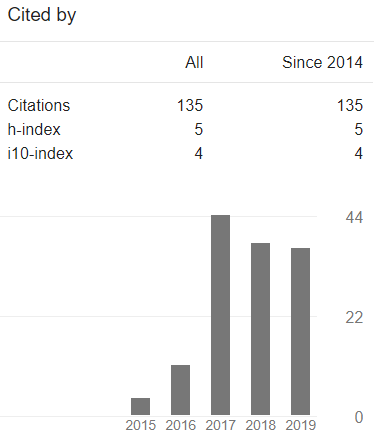 Cited by
All Since 2014
Citations 135 135
h-index 5 5
i10-index 4 4
44
22
0
2015 2016 2017 2018 2019